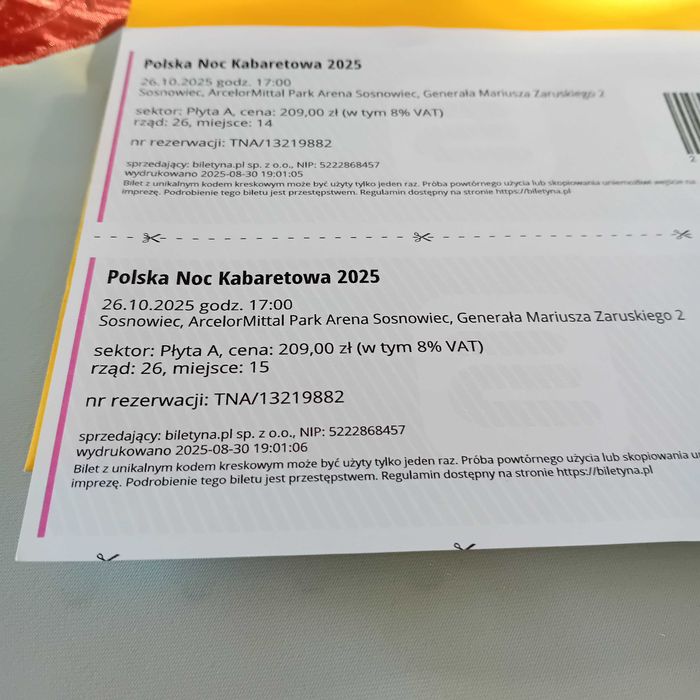 Polska Noc Kabaretowa 2025
26.10.2025 godz. 17:00
Sosnowiec, ArcelorMittal Park Arena Sosnowiec, Generała Mariusza Zaruskiego 2
sektor: Płyta A, cena: 209,00 zł (w tym 8% VAT)
rząd: 26, miejsce: 14
nr rezerwacji: TNA/13219882
sprzedający: biletyna.pl sp. z o.o., NIP: 5222868457
wydrukowano 2025-08-30 19:01:05
Bilet z unikalnym kodem kreskowym może być użyty tylko jeden raz. Próba powtórnego użycia lub skopiowania uniemożliwi wejście na
imprezę. Podrobienie tego biletu jest przestępstwem. Regulamin dostępny na stronie https://biletyna.pl
2
Polska Noc Kabaretowa 2025
26.10.2025 godz. 17:00
Sosnowiec, ArcelorMittal Park Arena Sosnowiec, Generała Mariusza Zaruskiego 2
sektor: Płyta A, cena: 209,00 zł (w tym 8% VAT)
rząd: 26, miejsce: 15
nr rezerwacji: TNA/13219882
sprzedający: biletyna.pl sp. z o.o., NIP: 5222868457
wydrukowano 2025-08-30 19:01:06
Bilet z unikalnym kodem kreskowym może być użyty tylko jeden raz. Próba powtórnego użycia lub skopiowania
imprezę. Podrobienie tego biletu jest przestępstwem. Regulamin dostępny na stronie https://biletyna.pl